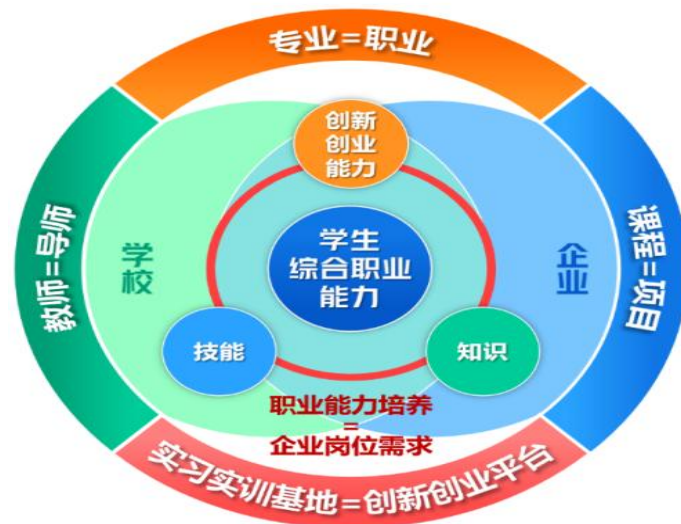 专业=职业
创新
创业
能力
教师=导师
学校
学生
综合职业
能力
企业
课程=项目
技能
知识
职业能力培养
=
企业岗位需求
实习实训基地=创新创业平台